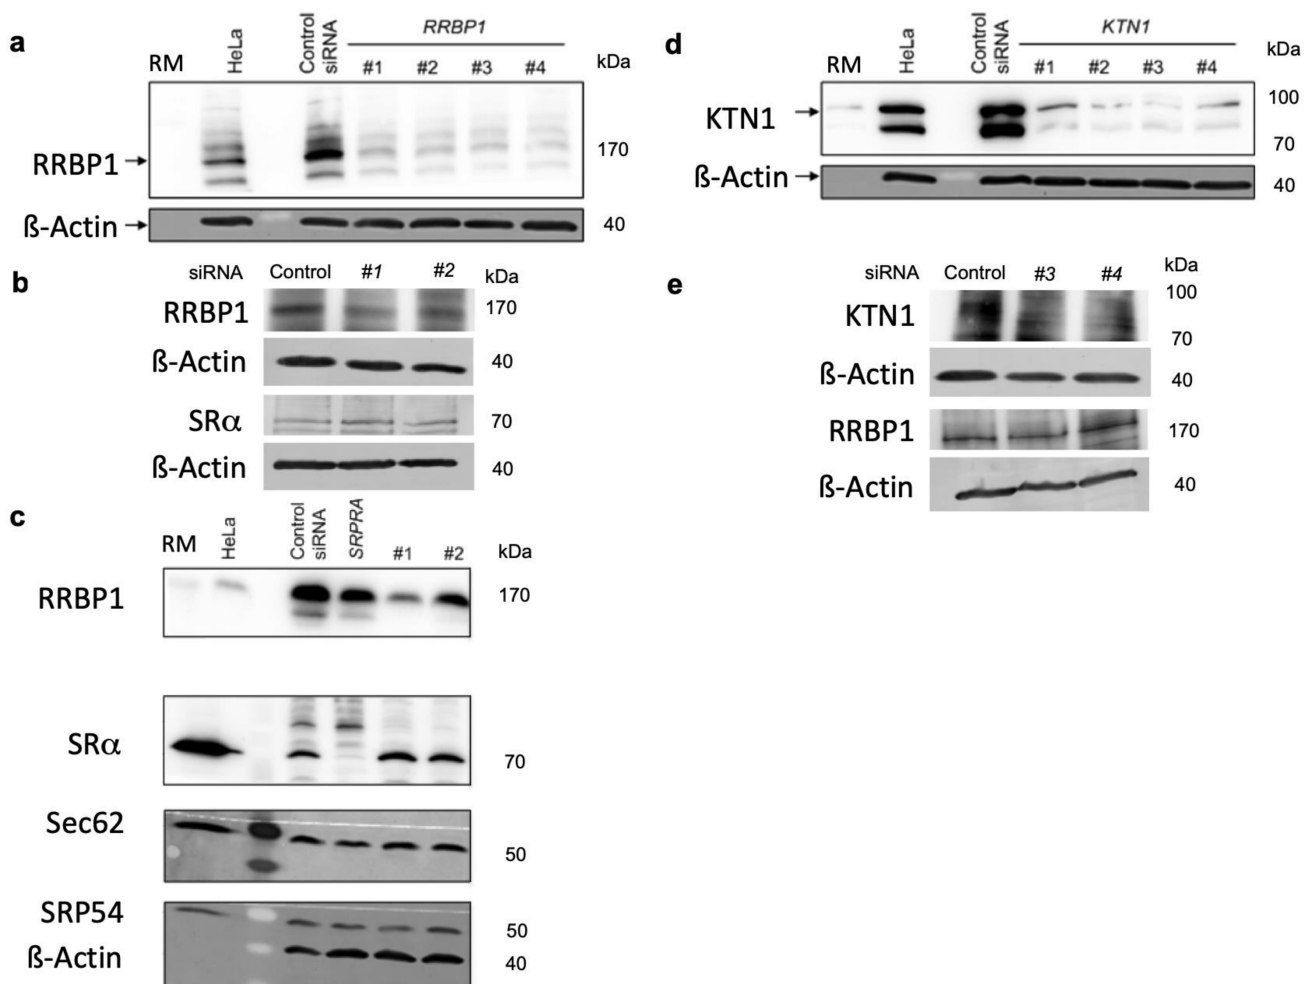 a
RM
HeLa
Control
siRNA
RRBP1
#1 #2 #3 #4
kDa
RRBP1
170
ß-Actin
40
b
siRNA Control #1 #2 kDa
RRBP1 170
ß-Actin 40
SRα 70
ß-Actin 40
c
RM HeLa
Control
siRNA
SRPRA
#1 #2 kDa
RRBP1 170
SRα
70
Sec62
50
SRP54
50
ß-Actin
40
d
RM
HeLa
Control
siRNA
KTN1
#1 #2 #3 #4
kDa
100
KTN1
70
ß-Actin
40
e
siRNA Control #3 #4 kDa
100
KTN1
70
ß-Actin 40
RRBP1 170
ß-Actin 40